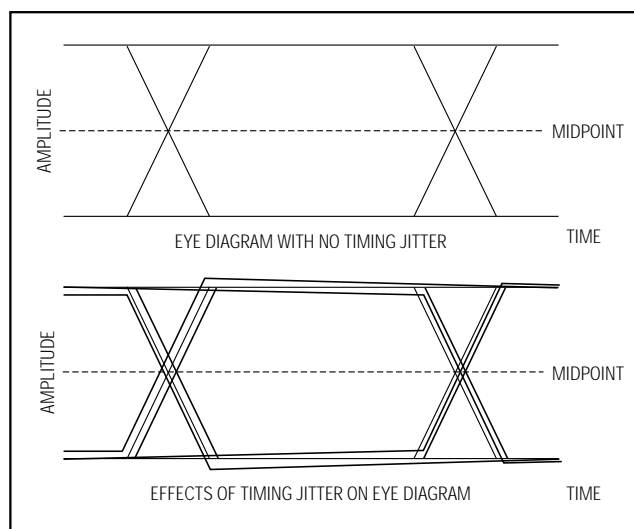 AMPLITUDE
MIDPOINT
EYE DIAGRAM WITH NO TIMING JITTER
TIME
AMPLITUDE
MIDPOINT
EFFECTS OF TIMING JITTER ON EYE DIAGRAM
TIME